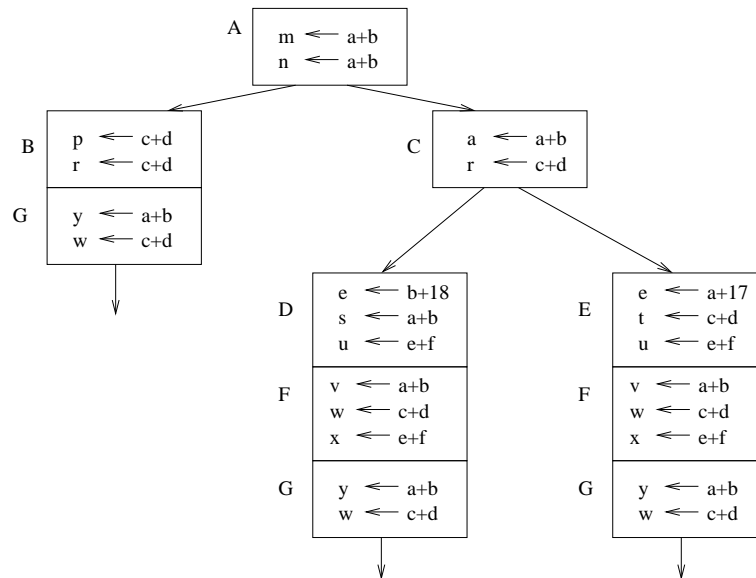 A
m ← a+b
n ← a+b
B
p ← c+d
r ← c+d
C
a ← a+b
r ← c+d
G
y ← a+b
w ← c+d
D
e ← b+18
s ← a+b
u ← e+f
E
e ← a+17
t ← c+d
u ← e+f
F
v ← a+b
w ← c+d
x ← e+f
F
v ← a+b
w ← c+d
x ← e+f
G
y ← a+b
w ← c+d
G
y ← a+b
w ← c+d